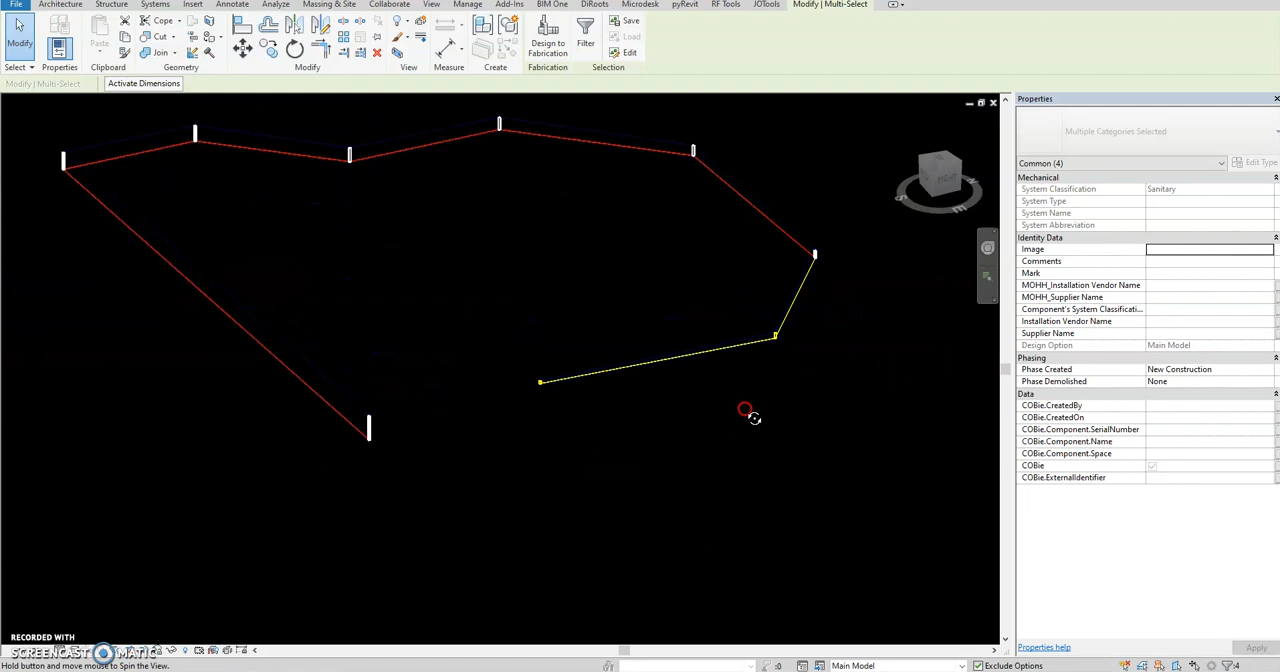 File Architecture Structure Systems Insert Annotate Analyze Massing & Site Collaborate View Manage Add-Ins BIM One DiRoots Microdesk pyRevit RF Tools JOTools Modify | Multi-Select
Modify
Paste
Copy
Cut
Join
Design to
Fabrication
Filter
Save
Load
Edit
Select Properties Clipboard Geometry Modify View Measure Create Fabrication Selection
Modify | Multi-Select Activate Dimensions
Properties
Multiple Categories Selected
Common (4) Edit Type
Mechanical
System Classification Sanitary
System Type
System Name
System Abbreviation
Identity Data
Image
Comments
Mark
MOHH_Installation Vendor Name
MOHH_Supplier Name
Component's System Classificati...
Installation Vendor Name
Supplier Name
Design Option Main Model
Phasing
Phase Created New Construction
Phase Demolished None
Data
COBie.CreatedBy
COBie.CreatedOn
COBie.Component.SerialNumber
COBie.Component.Name
COBie.Component.Space
COBie
COBie.ExternalIdentifier
RIGHT
S
E
N
RECORDED WITH
SCREENCAST MATIC
Properties help Apply
Hold button and move mouse to Spin the View. :0 Main Model Exclude Options